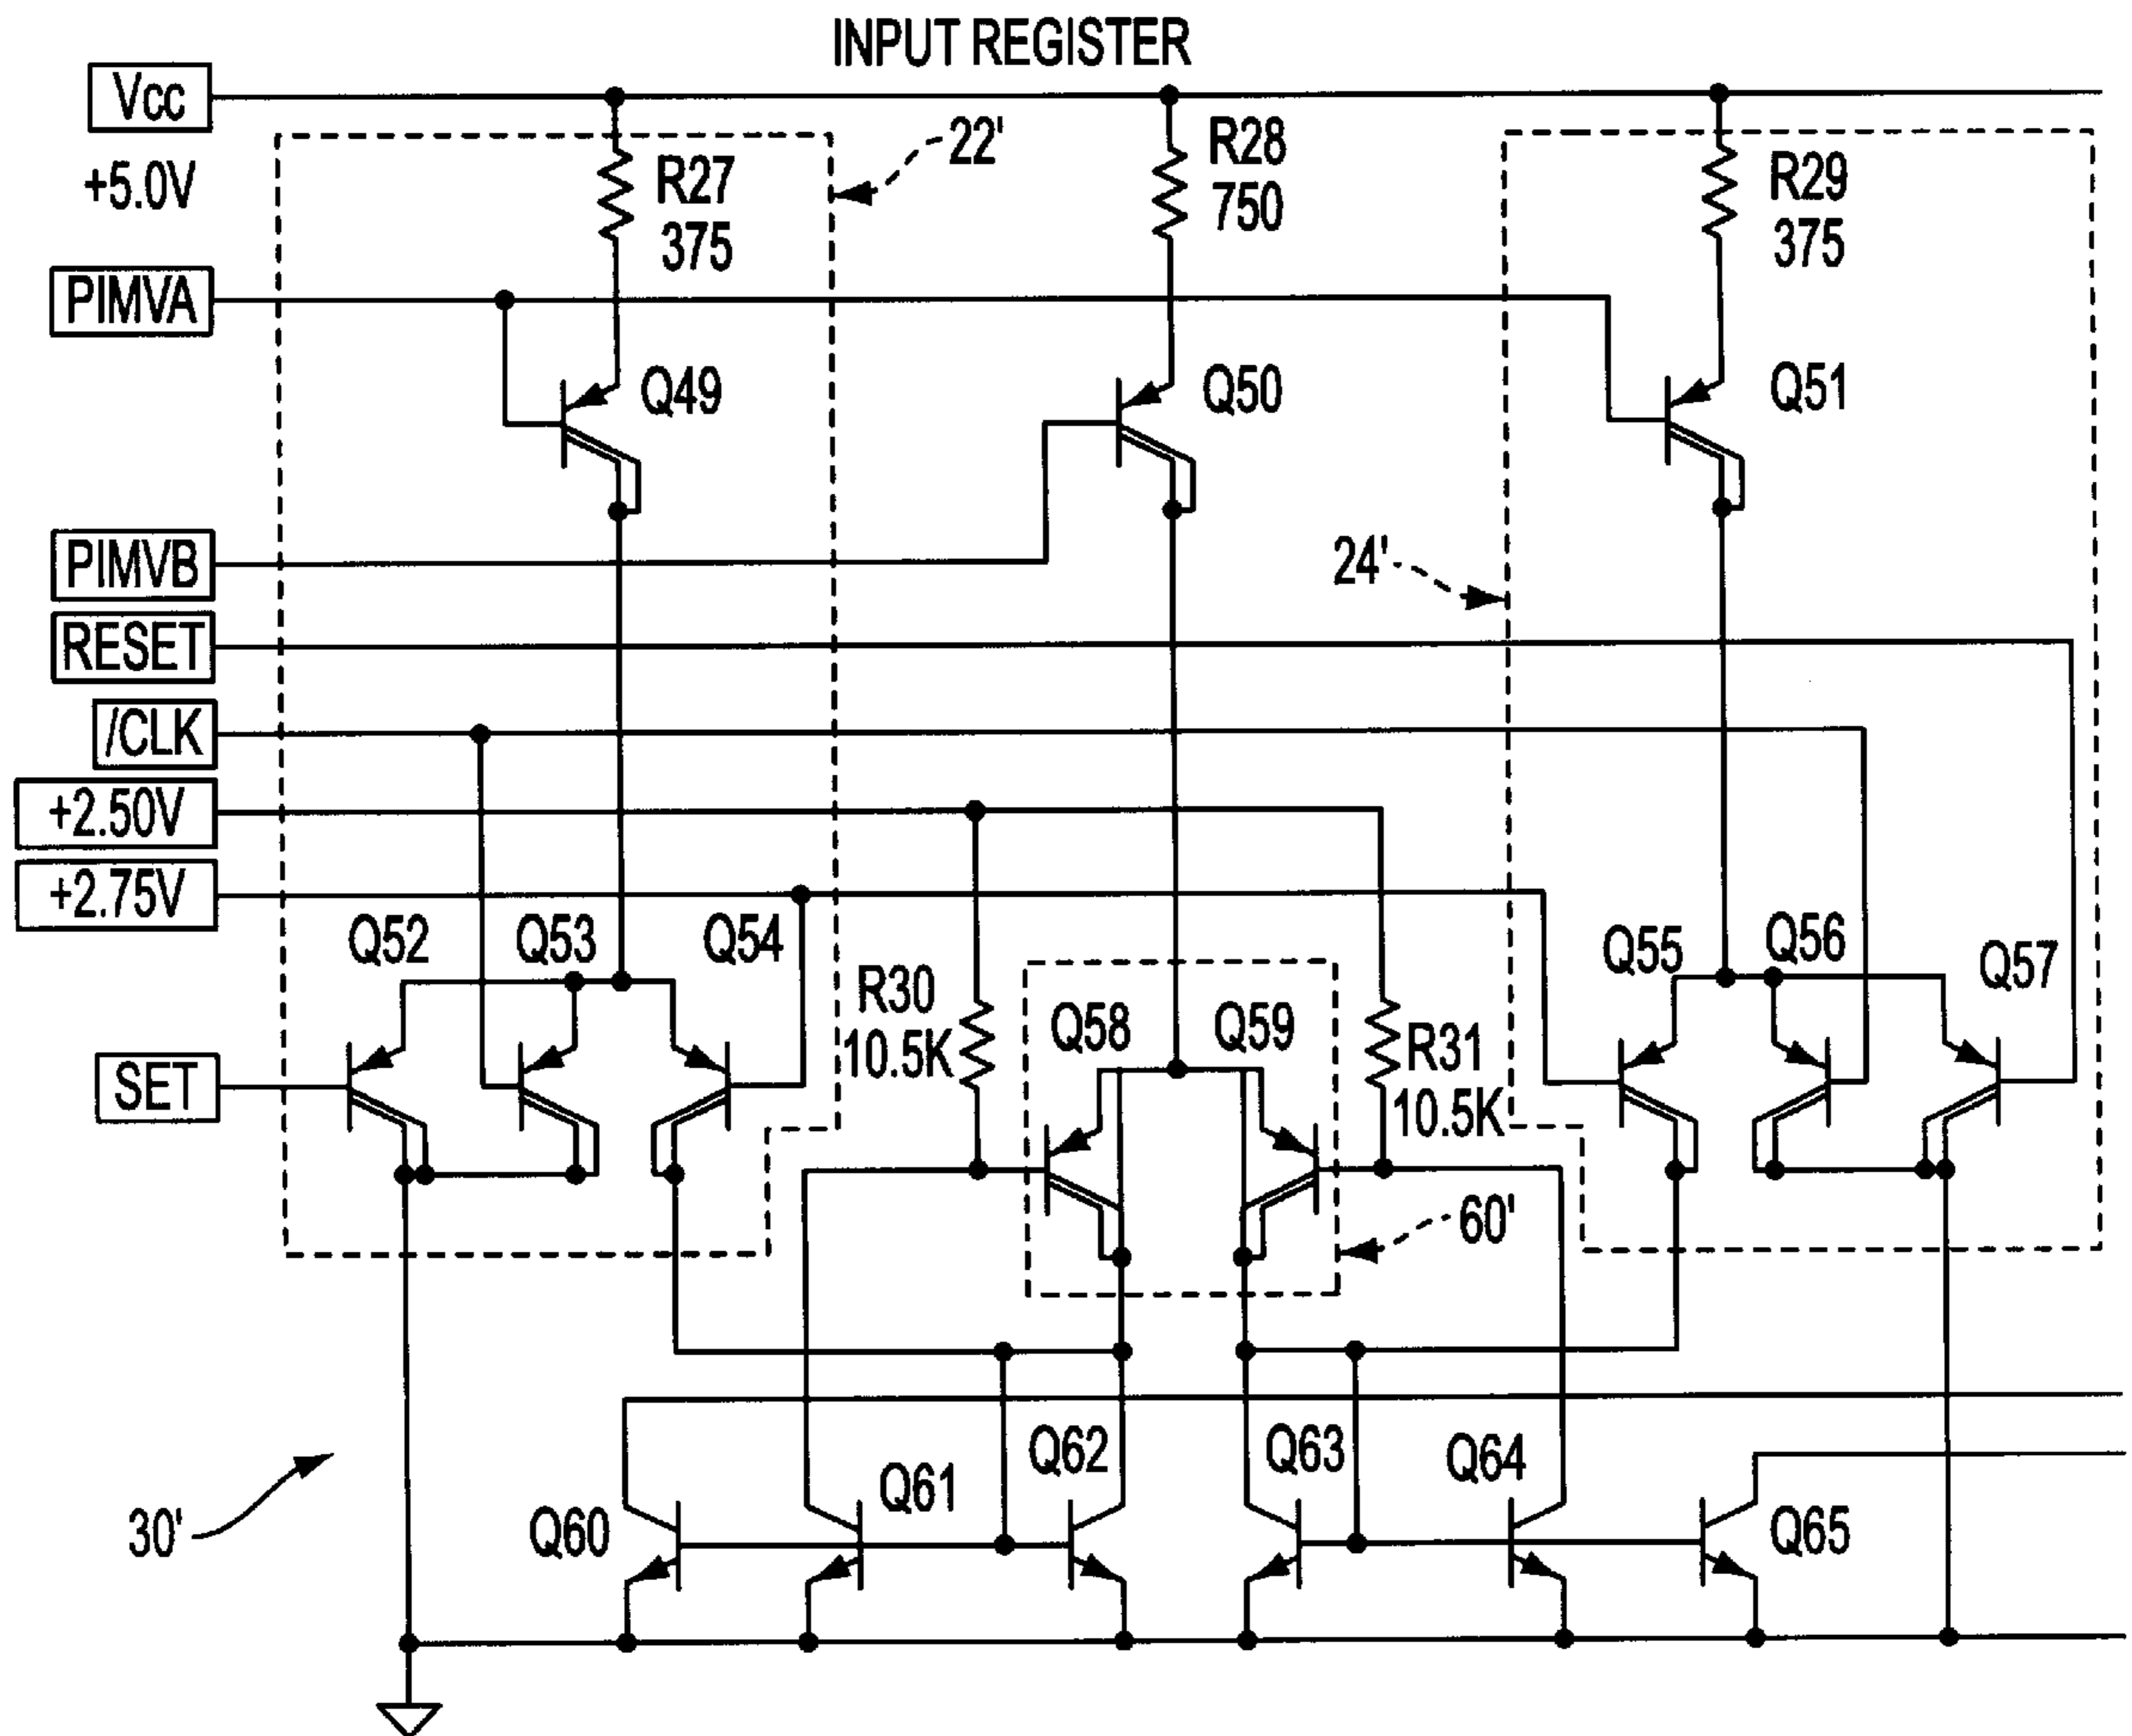 INPUT REGISTER
Vcc
+5.0V
22'
R27
375
R28
750
R29
375
PIMVA
Q49
Q50
Q51
PIMVB
24'
RESET
/CLK
+2.50V
+2.75V
Q52
Q53
Q54
Q55
Q56
Q57
R30
10.5K
Q58
Q59
R31
10.5K
SET
60'
Q60
Q61
Q62
Q63
Q64
Q65
30'